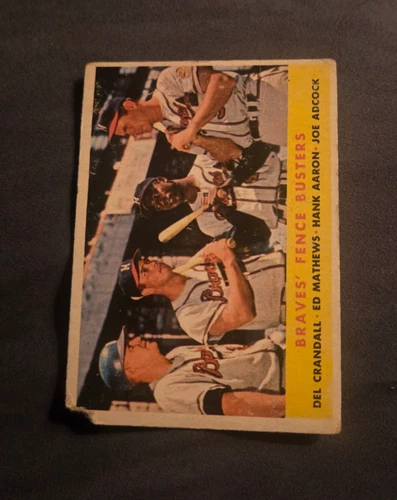 BRAVES' FENCE BUSTERS
DEL CRANDALL · ED MATHEWS · HANK AARON · JOE ADCOCK